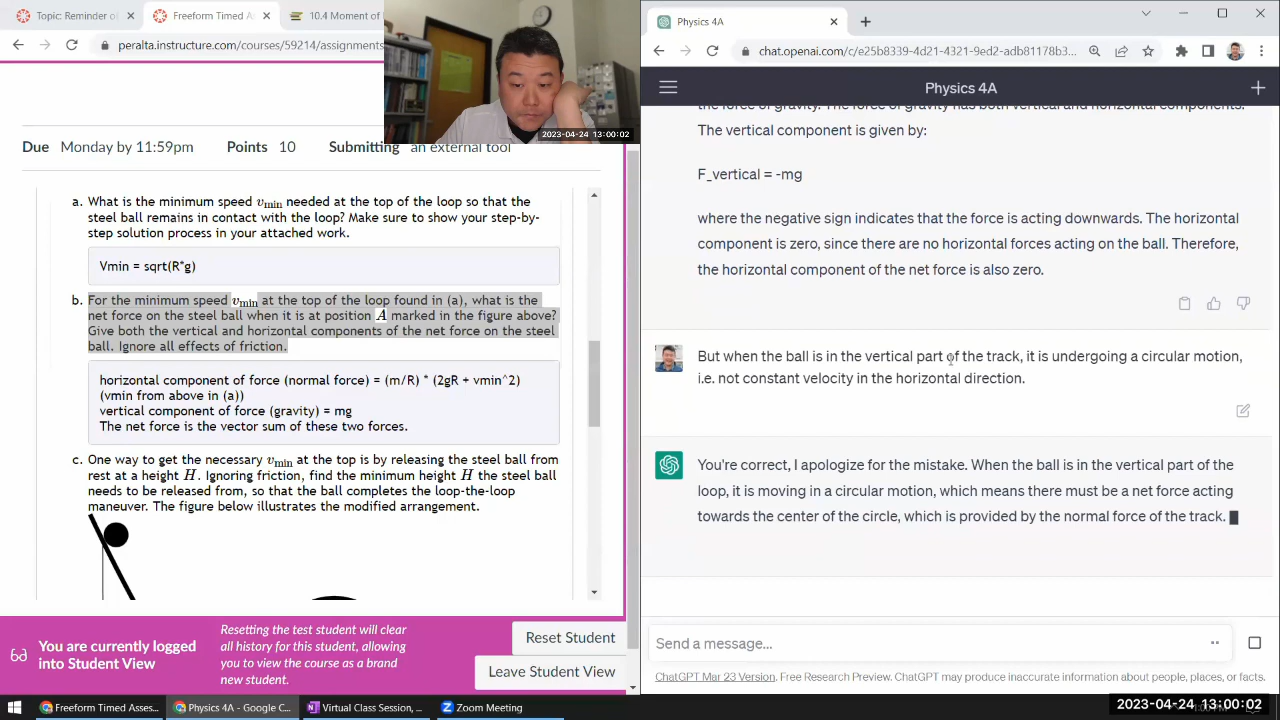 Topic: Reminder of
Freeform Timed As
10.4 Moment of
Physics 4A
peralta.instructure.com/courses/59214/assignments
chat.openai.com/c/e25b8339-4d21-4321-9ed2-adb81178b3...
Physics 4A
2023-04-24 13:00:02
Due Monday by 11:59pm Points 10 Submitting an external tool
a. What is the minimum speed vmin needed at the top of the loop so that the
steel ball remains in contact with the loop? Make sure to show your step-by-
step solution process in your attached work.
Vmin = sqrt(R*g)
b. For the minimum speed vmin at the top of the loop found in (a), what is the
net force on the steel ball when it is at position A marked in the figure above?
Give both the vertical and horizontal components of the net force on the steel
ball. Ignore all effects of friction.
horizontal component of force (normal force) = (m/R) * (2gR + vmin^2)
(vmin from above in (a))
vertical component of force (gravity) = mg
The net force is the vector sum of these two forces.
c. One way to get the necessary vmin at the top is by releasing the steel ball from
rest at a height H. Ignoring friction, find the minimum height H the steel ball
needs to be released from, so that the ball completes the loop-the-loop
maneuver. The figure below illustrates the modified arrangement.
You are currently logged
into Student View
Resetting the test student will clear
all history for this student, allowing
you to view the course as a brand
new student.
Reset Student
Leave Student View
the force of gravity. The force of gravity has both vertical and horizontal components.
The vertical component is given by:
F_vertical = -mg
where the negative sign indicates that the force is acting downwards. The horizontal
component is zero, since there are no horizontal forces acting on the ball. Therefore,
the horizontal component of the net force is also zero.
But when the ball is in the vertical part of the track, it is undergoing a circular motion,
i.e. not constant velocity in the horizontal direction.
You're correct, I apologize for the mistake. When the ball is in the vertical part of the
loop, it is moving in a circular motion, which means there must be a net force acting
towards the center of the circle, which is provided by the normal force of the track.
Send a message...
ChatGPT Mar 23 Version. Free Research Preview. ChatGPT may produce inaccurate information about people, places, or facts.
Freeform Timed Asses...
Physics 4A - Google C...
Virtual Class Session, ...
Zoom Meeting
2023-04-24 13:00:02